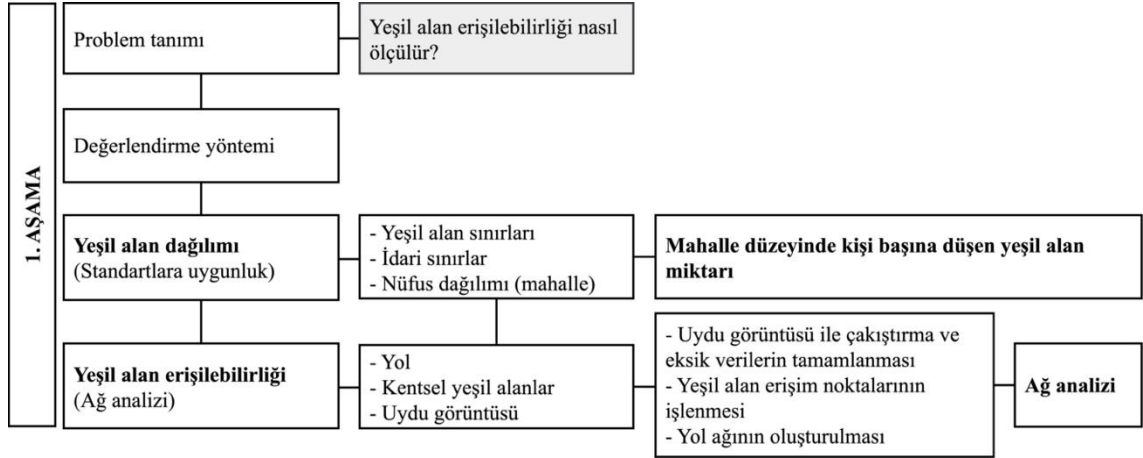 1. AŞAMA
Problem tanımı
Yeşil alan erişilebilirliği nasıl
ölçülür?
Değerlendirme yöntemi
Yeşil alan dağılımı
(Standartlara uygunluk)
- Yeşil alan sınırları
- İdari sınırlar
- Nüfus dağılımı (mahalle)
Mahalle düzeyinde kişi başına düşen yeşil alan
miktarı
Yeşil alan erişilebilirliği
(Ağ analizi)
- Yol
- Kentsel yeşil alanlar
- Uydu görüntüsü
- Uydu görüntüsü ile çakıştırma ve
eksik verilerin tamamlanması
- Yeşil alan erişim noktalarının
işlenmesi
- Yol ağının oluşturulması
Ağ analizi